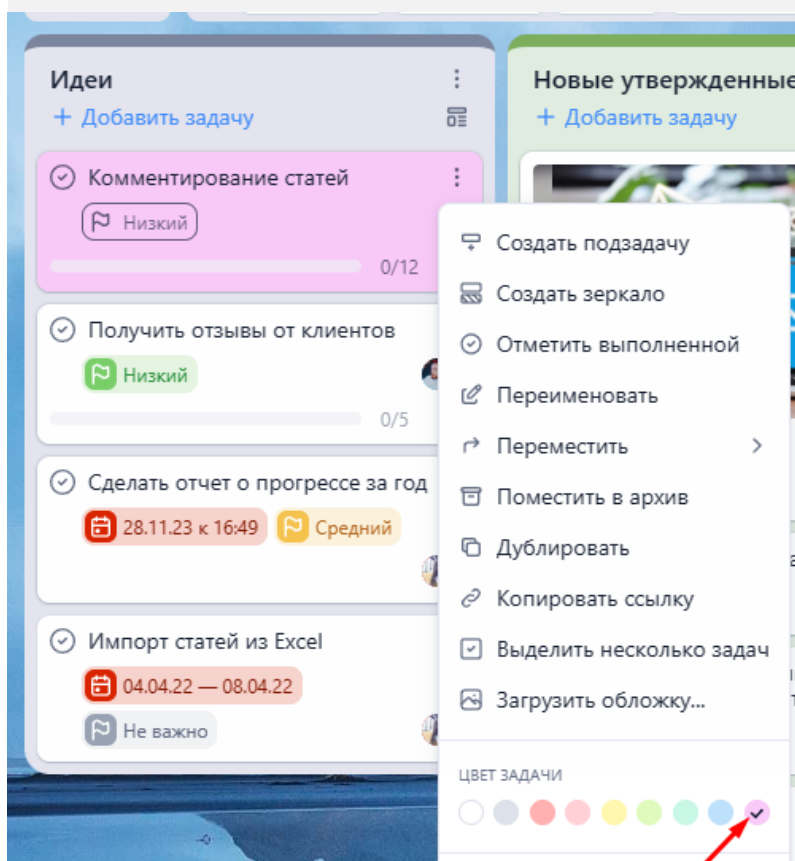 Идеи
+ Добавить задачу
Комментирование статей
Низкий
0/12
Получить отзывы от клиентов
Низкий
0/5
Сделать отчет о прогрессе за год
28.11.23 к 16:49
Средний
Импорт статей из Excel
04.04.22 — 08.04.22
Не важно
Новые утвержденные
+ Добавить задачу
Создать подзадачу
Создать зеркало
Отметить выполненной
Переименовать
Переместить
Поместить в архив
Дублировать
Копировать ссылку
Выделить несколько задач
Загрузить обложку...
ЦВЕТ ЗАДАЧИ